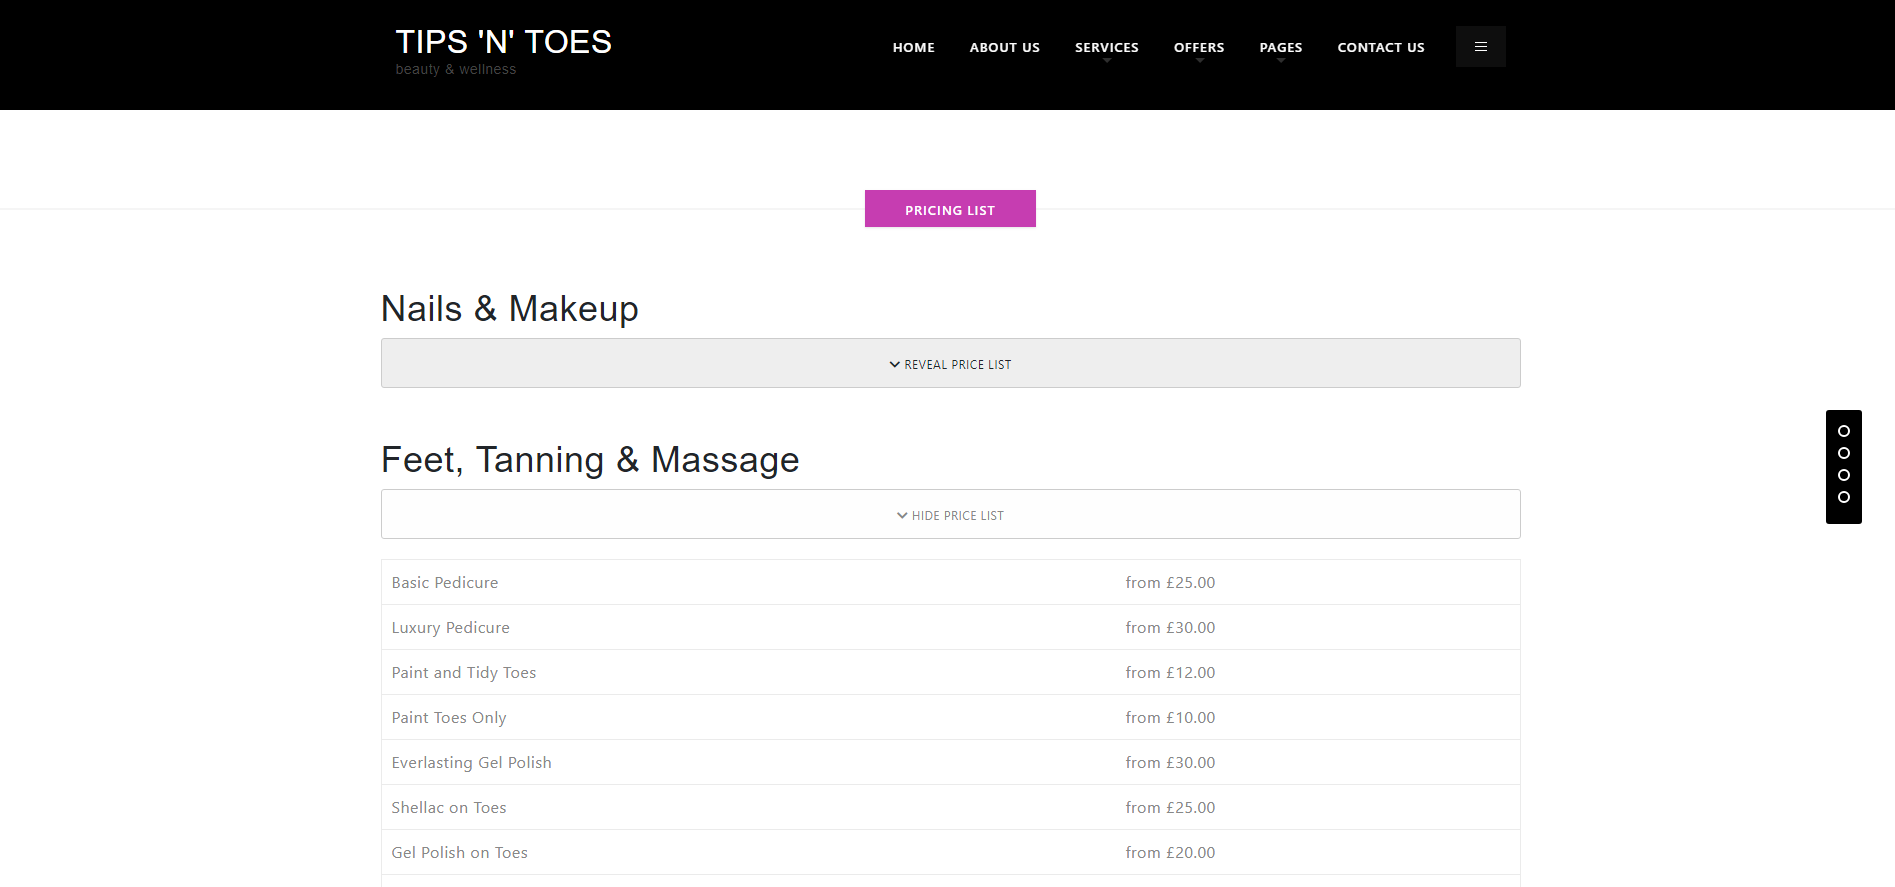 TIPS 'N' TOES
beauty & wellness
HOME ABOUT US SERVICES OFFERS PAGES CONTACT US
PRICING LIST
Nails & Makeup
REVEAL PRICE LIST
Feet, Tanning & Massage
HIDE PRICE LIST
Basic Pedicure from £25.00
Luxury Pedicure from £30.00
Paint and Tidy Toes from £12.00
Paint Toes Only from £10.00
Everlasting Gel Polish from £30.00
Shellac on Toes from £25.00
Gel Polish on Toes from £20.00